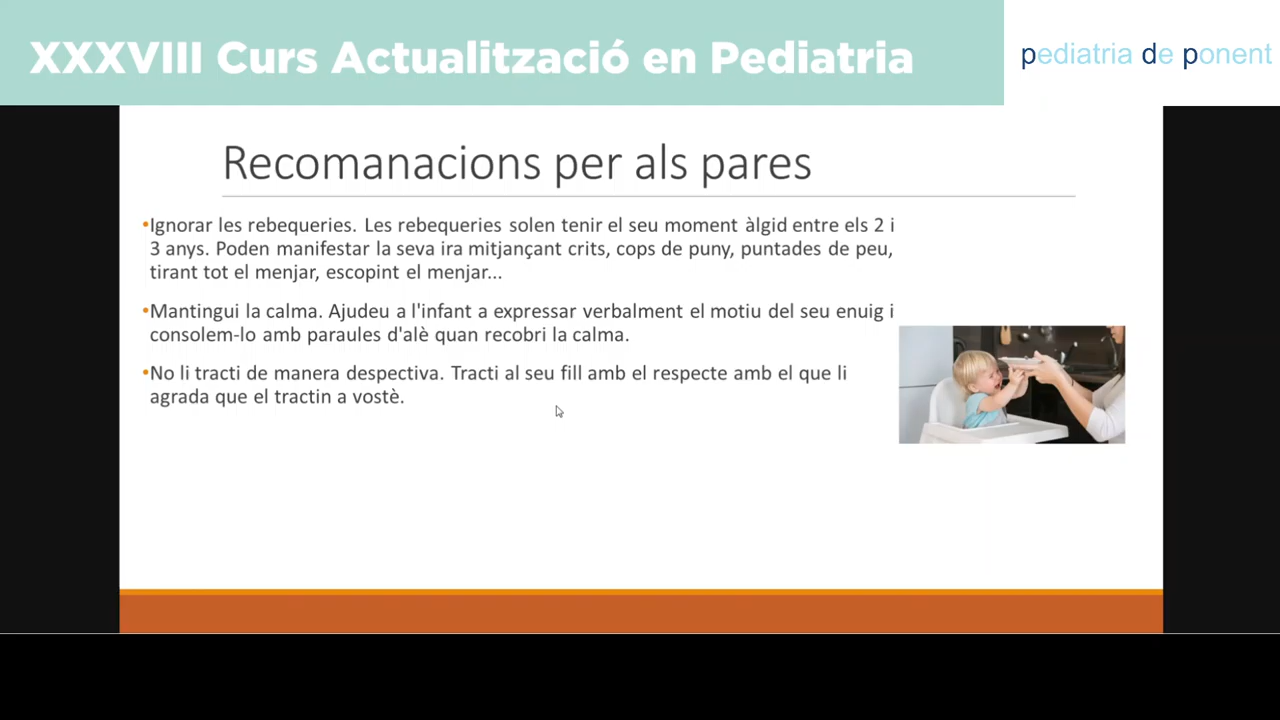 XXXVIII Curs Actualització en Pediatria
pediatria de ponent
Recomanacions per als pares
•Ignorar les rebequeries. Les rebequeries solen tenir el seu moment àlgid entre els 2 i
3 anys. Poden manifestar la seva ira mitjançant crits, cops de puny, puntades de peu,
tirant tot el menjar, escopint el menjar...
•Mantingui la calma. Ajudeu a l'infant a expressar verbalment el motiu del seu enuig i
consolem-lo amb paraules d'alè quan recobri la calma.
•No li tracti de manera despectiva. Tracti al seu fill amb el respecte amb el que li
agrada que el tractin a vostè.